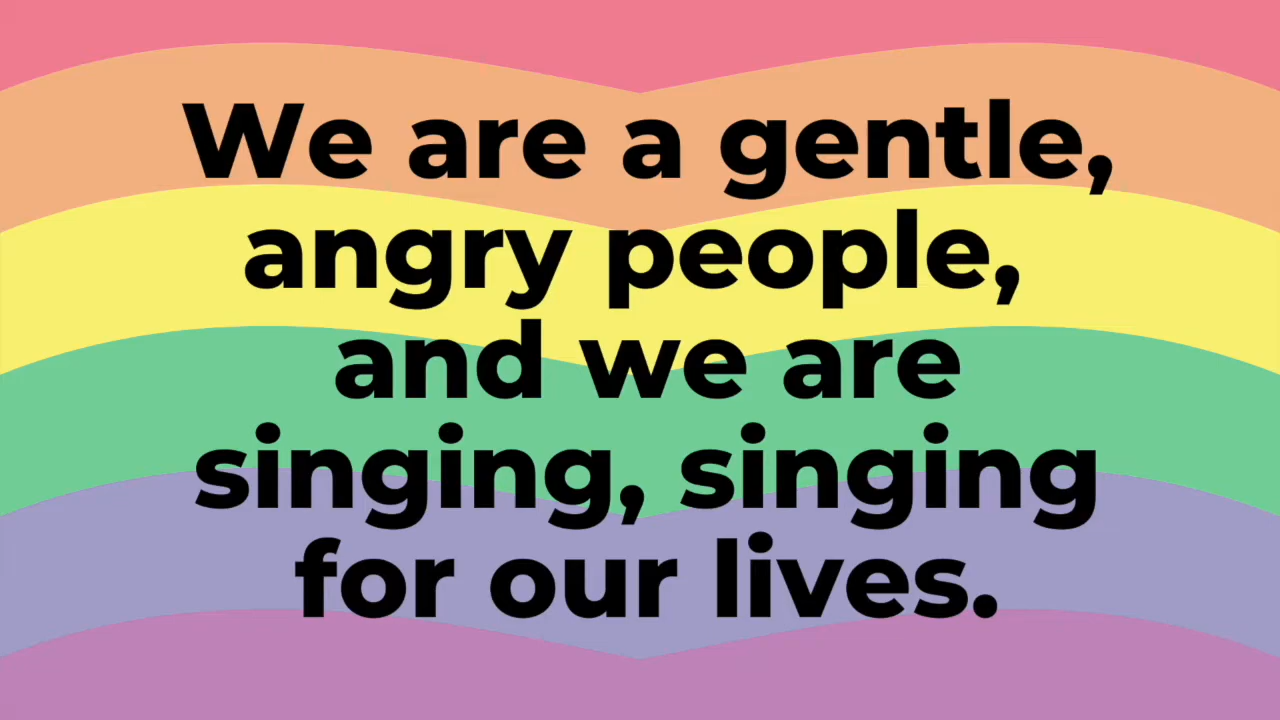 We are a gentle,
angry people,
and we are
singing, singing
for our lives.